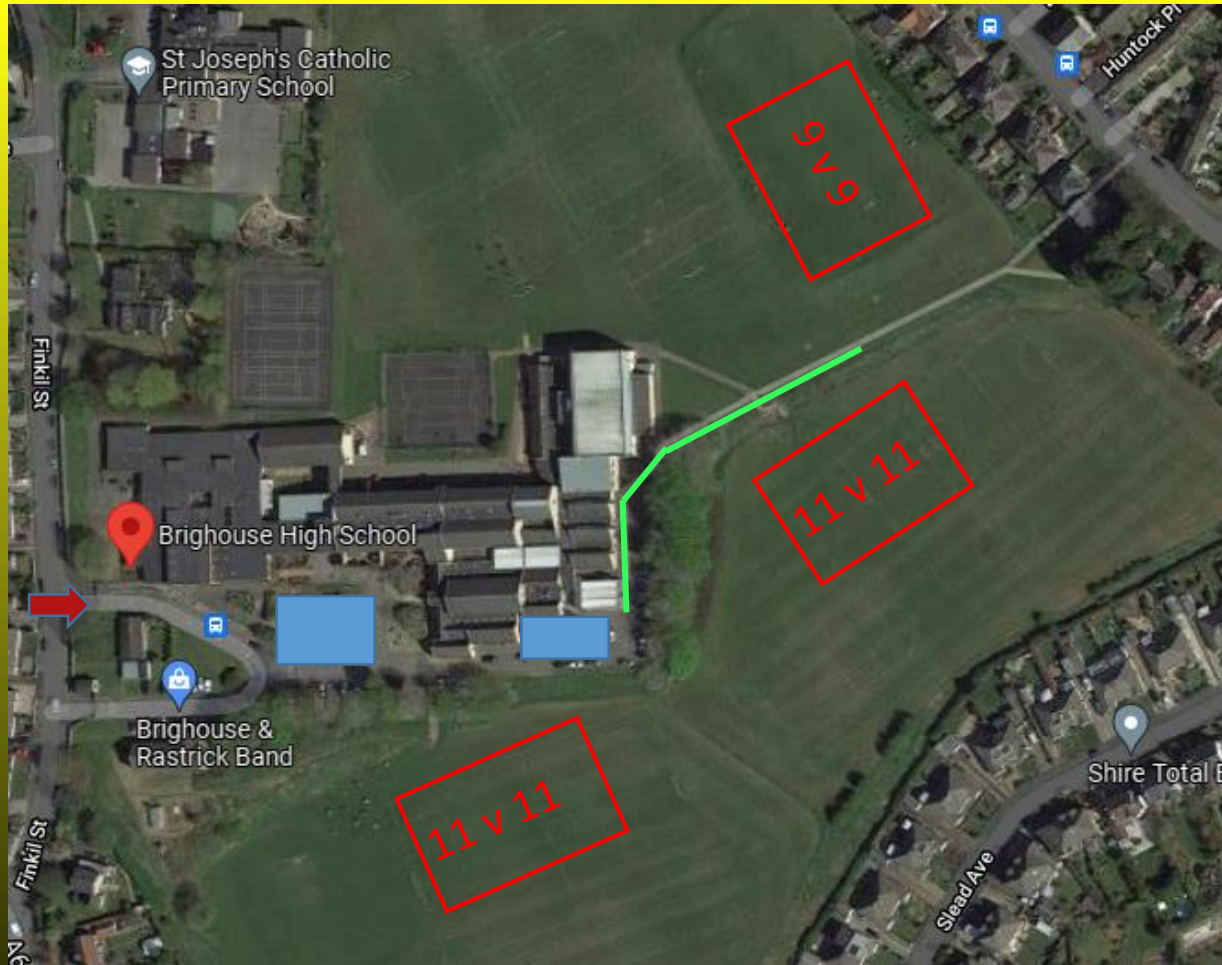 St Joseph's Catholic
Primary School
Huntock Pl
9 v 9
Finkil St
11 v 11
Brighouse High School
Brighouse &
Rastrick Band
11 v 11
Shire Total
Finkil St
Slead Ave